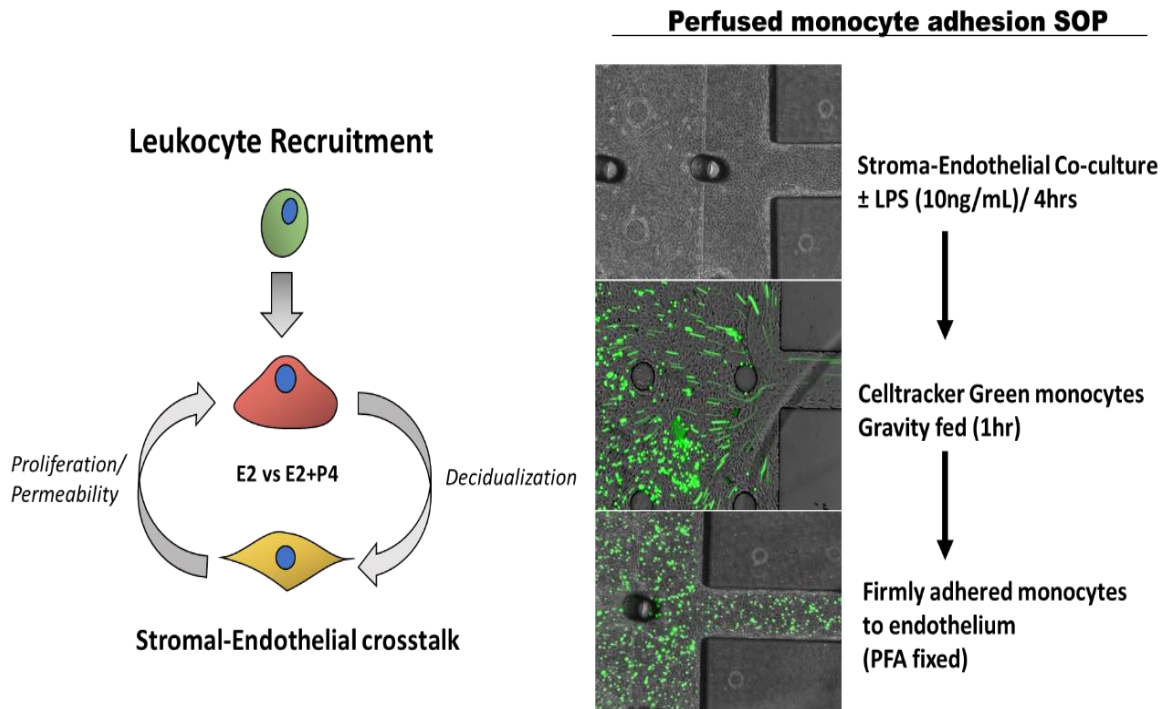 Perfused monocyte adhesion SOP
Leukocyte Recruitment
Proliferation/
Permeability
E2 vs E2+P4
Decidualization
Stromal-Endothelial crosstalk
Stroma-Endothelial Co-culture
± LPS (10ng/mL)/ 4hrs
Celltracker Green monocytes
Gravity fed (1hr)
Firmly adhered monocytes
to endothelium
(PFA fixed)